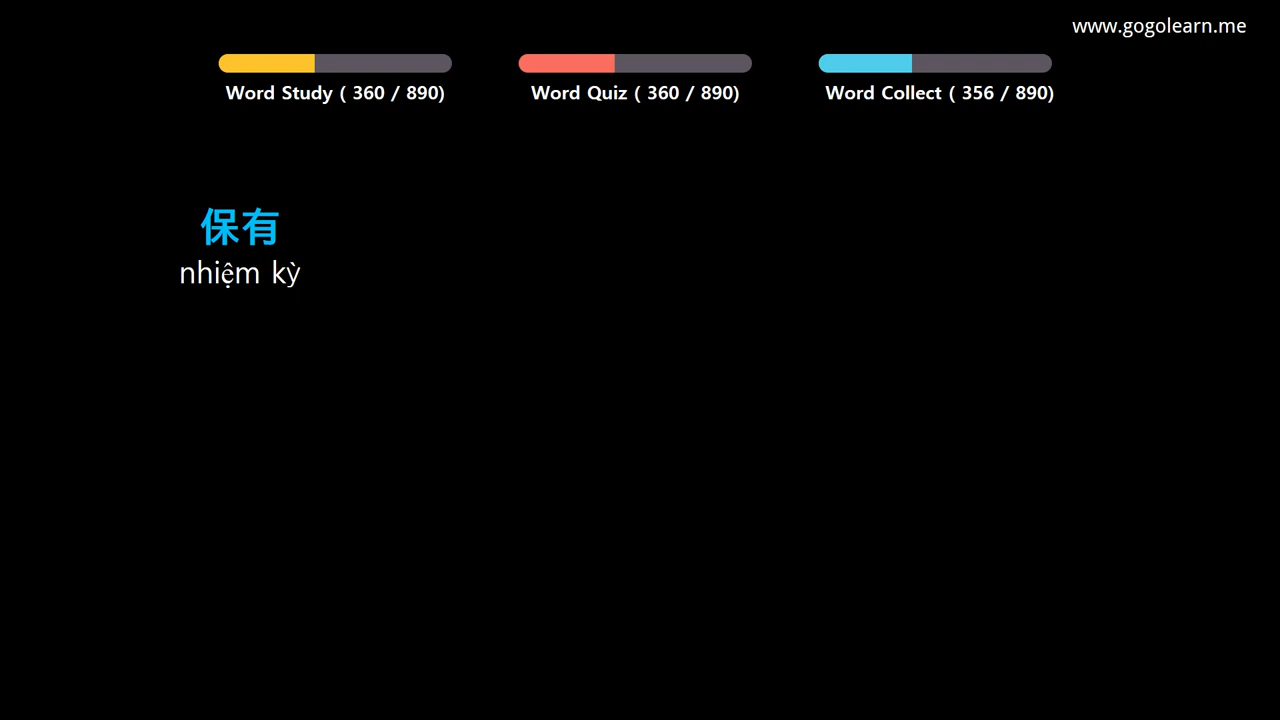 www.gogolearn.me
Word Study ( 360 / 890)
Word Quiz ( 360 / 890)
Word Collect ( 356 / 890)
保有
nhiệm kỳ